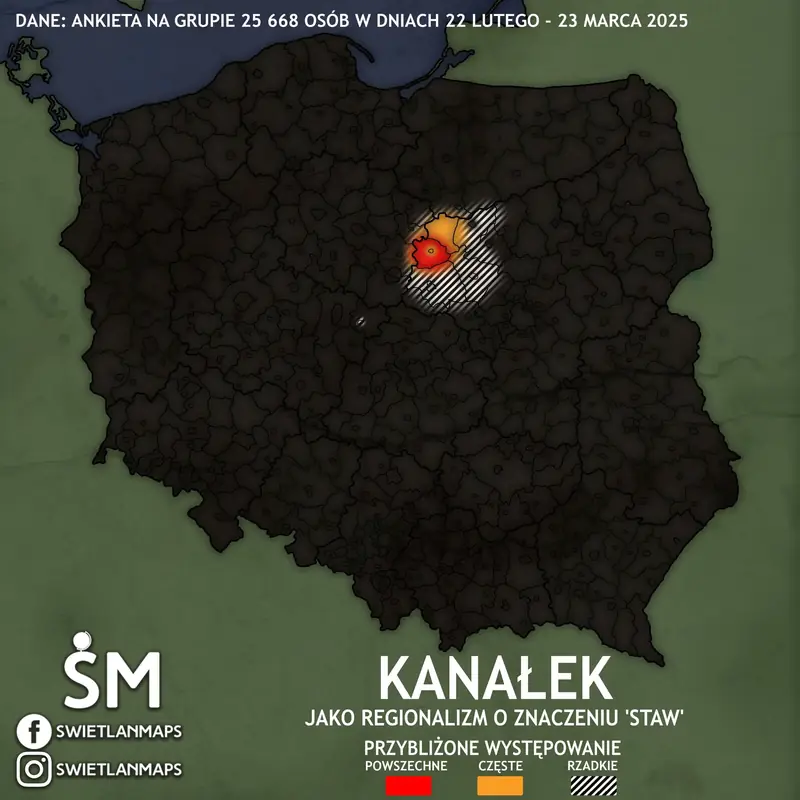 DANE: ANKIETA NA GRUPIE 25 668 OSÓB W DNIACH 22 LUTEGO - 23 MARCA 2025
ŚM
SWIETLANMAPS
SWIETLANMAPS
KANAŁEK
JAKO REGIONALIZM O ZNACZENIU 'STAW'
PRZYBLIŻONE WYSTĘPOWANIE
POWSZECHNE CZĘSTE RZADKIE